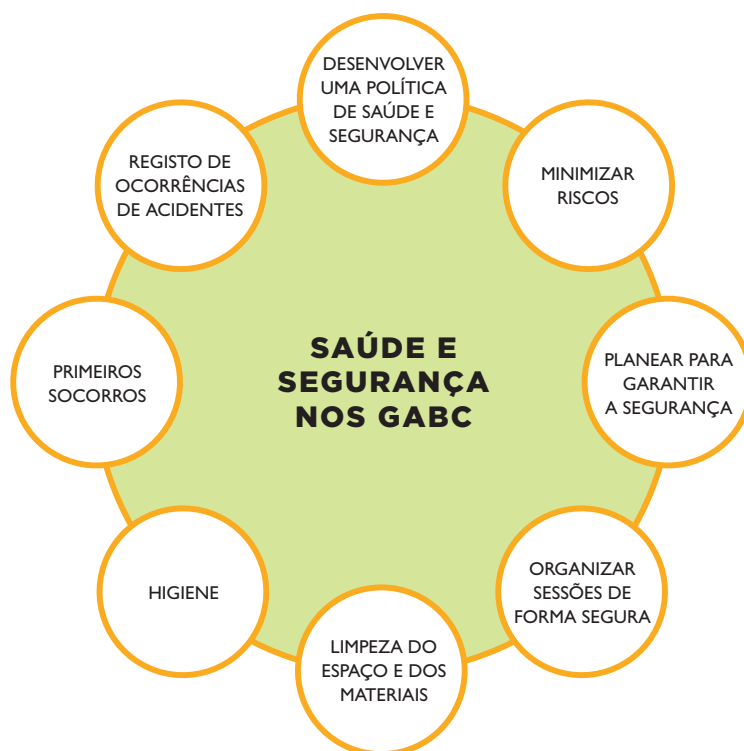 DESENVOLVER
UMA POLÍTICA
DE SAÚDE E
SEGURANÇA
MINIMIZAR
RISCOS
PLANEAR PARA
GARANTIR
A SEGURANÇA
ORGANIZAR
SESSÕES DE
FORMA SEGURA
LIMPEZA DO
ESPAÇO E DOS
MATERIAIS
HIGIENE
PRIMEIROS
SOCORROS
REGISTO DE
OCORRÊNCIAS
DE ACIDENTES
SAÚDE E
SEGURANÇA
NOS GABC